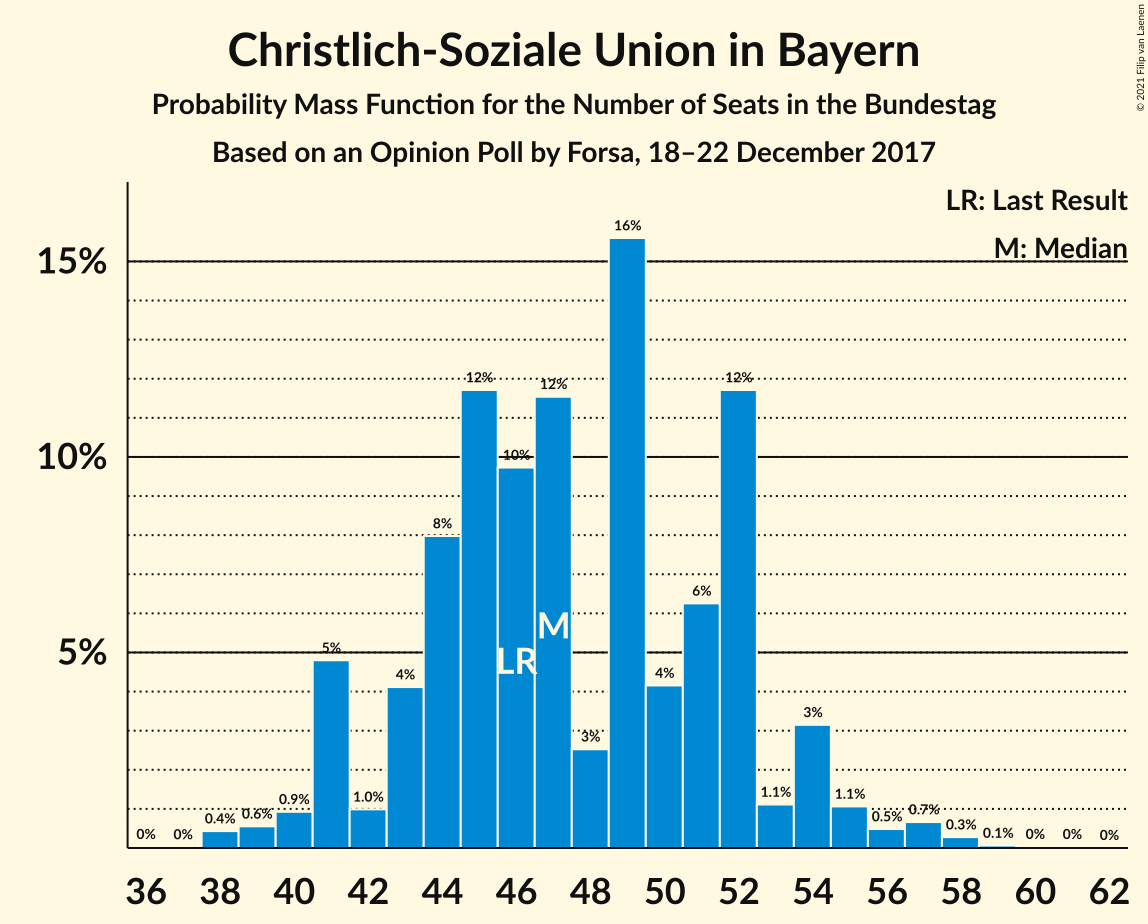 Christlich-Soziale Union in Bayern
Probability Mass Function for the Number of Seats in the Bundestag
Based on an Opinion Poll by Forsa, 18–22 December 2017
© 2021 Filip van Laenen
LR: Last Result
M: Median
15%
10%
5%
0% 0% 0.4% 0.6% 0.9% 5% 1.0% 4% 8% 12% 10% 12% 3% 16% 4% 6% 12% 1.1% 3% 1.1% 0.5% 0.7% 0.3% 0.1% 0% 0% 0%
M
LR
36 38 40 42 44 46 48 50 52 54 56 58 60 62